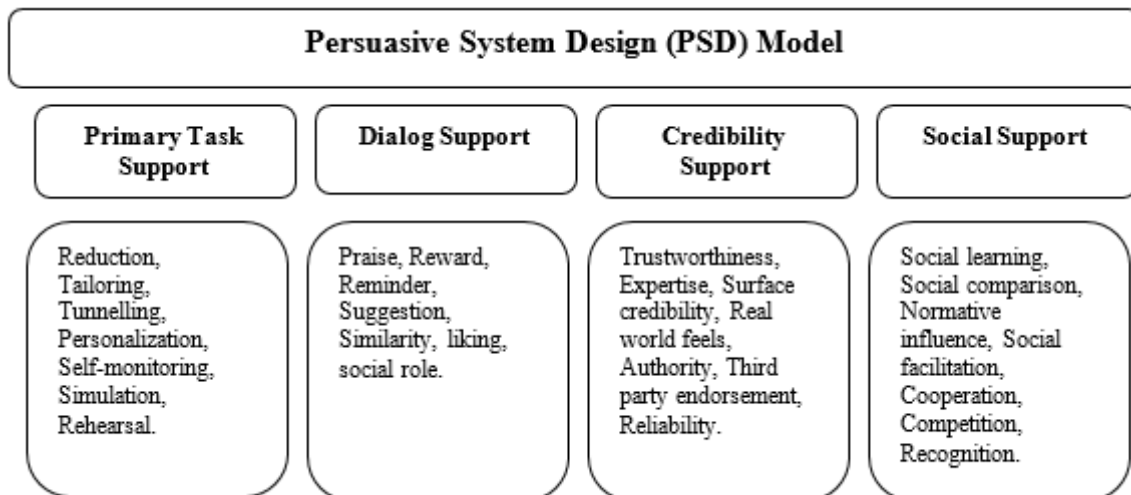 Persuasive System Design (PSD) Model
Primary Task
Support
Dialog Support
Credibility
Support
Social Support
Reduction,
Tailoring,
Tunnelling,
Personalization,
Self-monitoring,
Simulation,
Rehearsal.
Praise, Reward,
Reminder,
Suggestion,
Similarity, liking,
social role.
Trustworthiness,
Expertise, Surface
credibility, Real
world feels,
Authority, Third
party endorsement,
Reliability.
Social learning,
Social comparison,
Normative
influence, Social
facilitation,
Cooperation,
Competition,
Recognition.